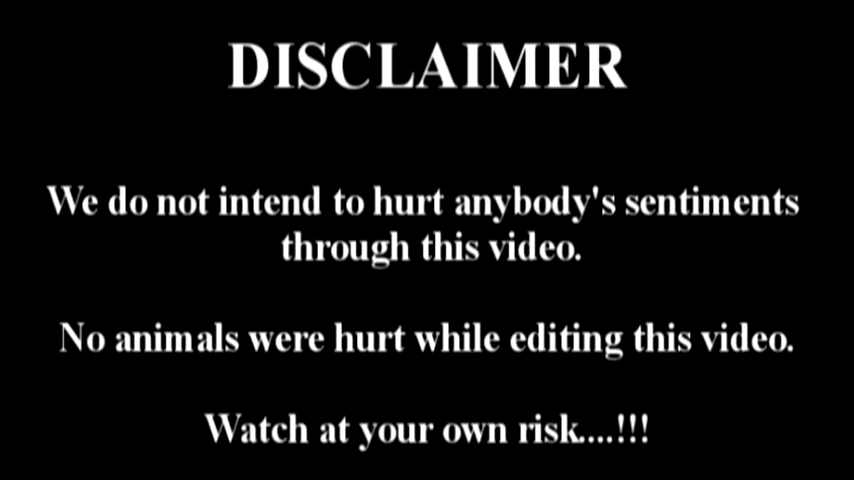 DISCLAIMER
We do not intend to hurt anybody's sentiments
through this video.
No animals were hurt while editing this video.
Watch at your own risk....!!!